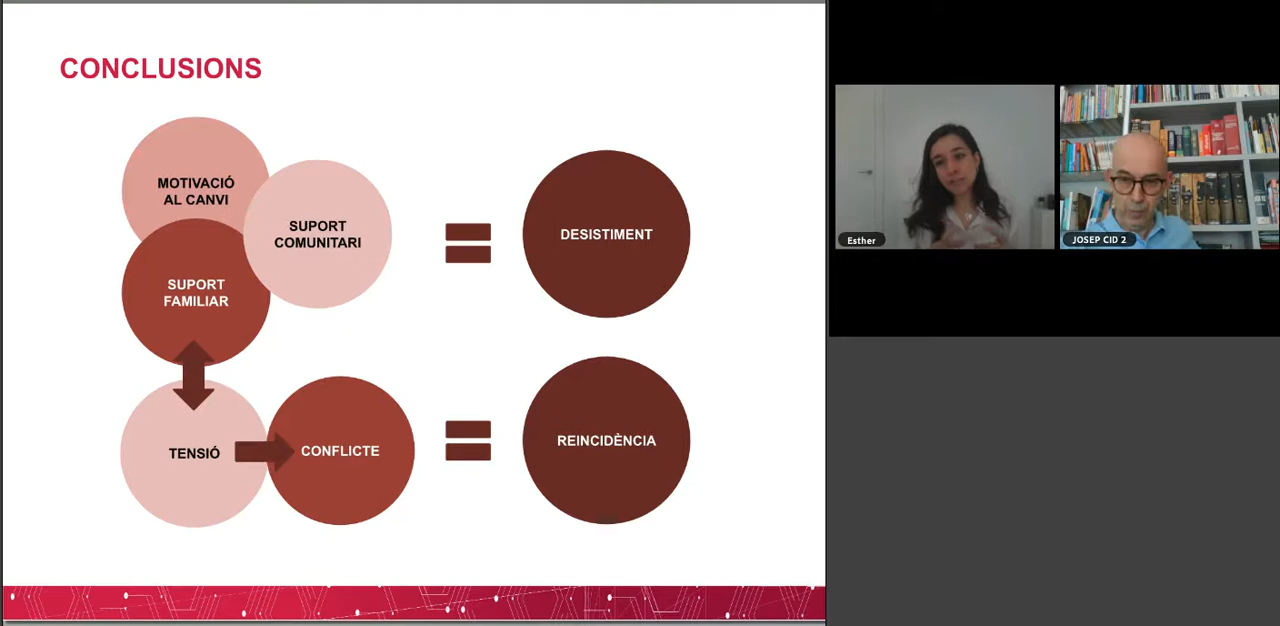 CONCLUSIONS
MOTIVACIÓ
AL CANVI
SUPORT
COMUNITARI
SUPORT
FAMILIAR
DESISTIMENT
TENSIÓ
CONFLICTE
REINCIDÈNCIA
Esther
JOSEP CID 2